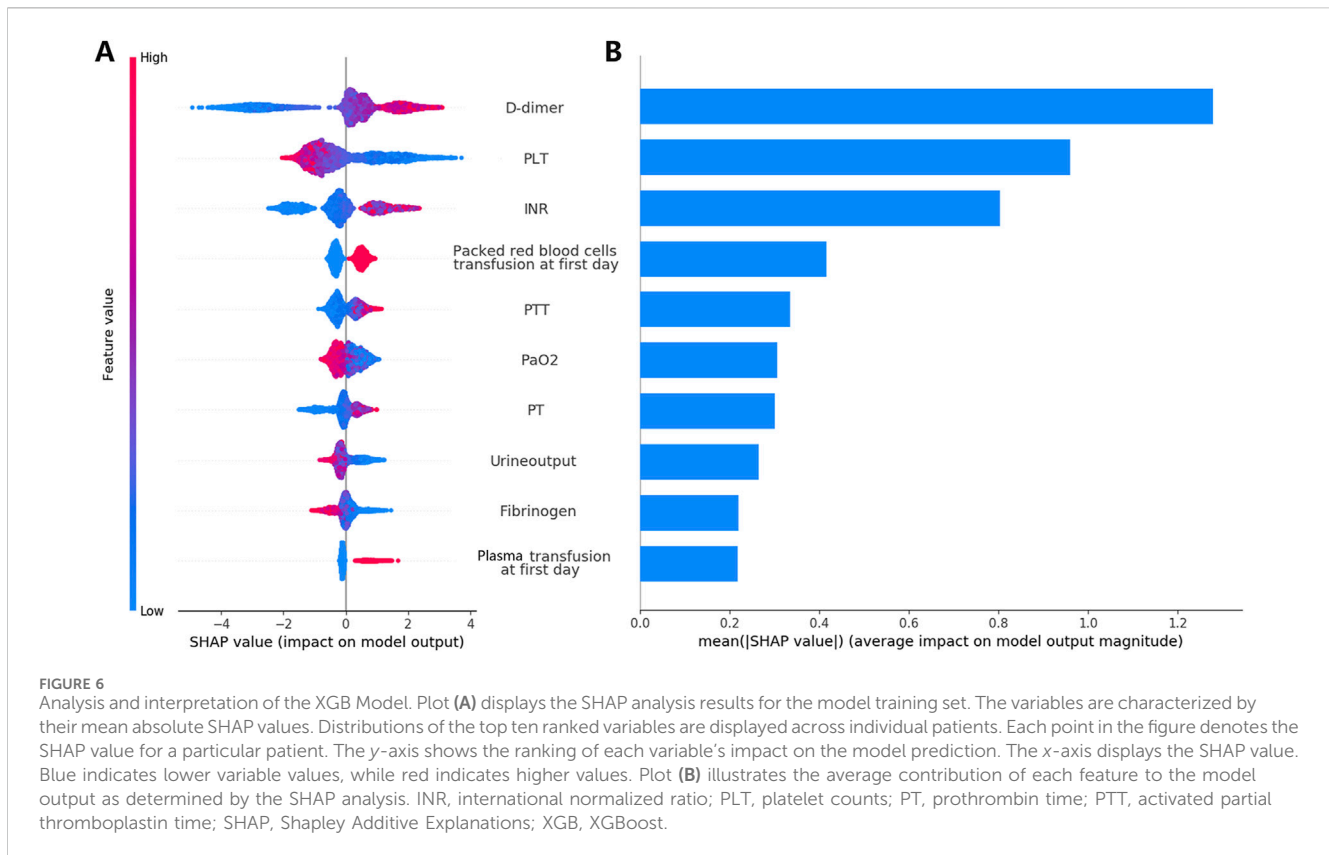 A
B
High
Low
Feature value
D-dimer
PLT
INR
Packed red blood cells
transfusion at first day
PTT
PaO2
PT
Urineoutput
Fibrinogen
Plasma transfusion
at first day
−4 −2 0 2 4
SHAP value (impact on model output)
0.0 0.2 0.4 0.6 0.8 1.0 1.2
mean(|SHAP value|) (average impact on model output magnitude)
FIGURE 6
Analysis and interpretation of the XGB Model. Plot (A) displays the SHAP analysis results for the model training set. The variables are characterized by
their mean absolute SHAP values. Distributions of the top ten ranked variables are displayed across individual patients. Each point in the figure denotes the
SHAP value for a particular patient. The y-axis shows the ranking of each variable's impact on the model prediction. The x-axis displays the SHAP value.
Blue indicates lower variable values, while red indicates higher values. Plot (B) illustrates the average contribution of each feature to the model
output as determined by the SHAP analysis. INR, international normalized ratio; PLT, platelet counts; PT, prothrombin time; PTT, activated partial
thromboplastin time; SHAP, Shapley Additive Explanations; XGB, XGBoost.